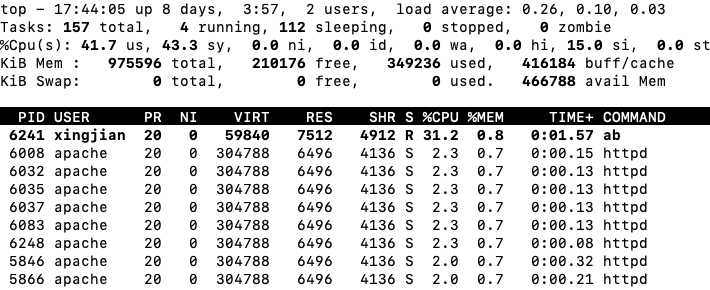 top - 17:44:05 up 8 days,  3:57,  2 users,  load average: 0.26, 0.10, 0.03
Tasks: 157 total,   4 running, 112 sleeping,   0 stopped,   0 zombie
%Cpu(s): 41.7 us, 43.3 sy,  0.0 ni,  0.0 id,  0.0 wa,  0.0 hi, 15.0 si,  0.0 st
KiB Mem :   975596 total,   210176 free,   349236 used,   416184 buff/cache
KiB Swap:        0 total,        0 free,        0 used.   466788 avail Mem
PID USER      PR  NI    VIRT    RES    SHR S %CPU %MEM     TIME+ COMMAND
6241 xingjian  20   0   59840   7512   4912 R 31.2  0.8   0:01.57 ab
6008 apache    20   0  304788   6496   4136 S  2.3  0.7   0:00.15 httpd
6032 apache    20   0  304788   6496   4136 S  2.3  0.7   0:00.13 httpd
6035 apache    20   0  304788   6496   4136 S  2.3  0.7   0:00.13 httpd
6037 apache    20   0  304788   6496   4136 S  2.3  0.7   0:00.13 httpd
6083 apache    20   0  304788   6496   4136 S  2.3  0.7   0:00.13 httpd
6248 apache    20   0  304788   6496   4136 S  2.3  0.7   0:00.08 httpd
5846 apache    20   0  304788   6496   4136 S  2.0  0.7   0:00.32 httpd
5866 apache    20   0  304788   6496   4136 S  2.0  0.7   0:00.21 httpd